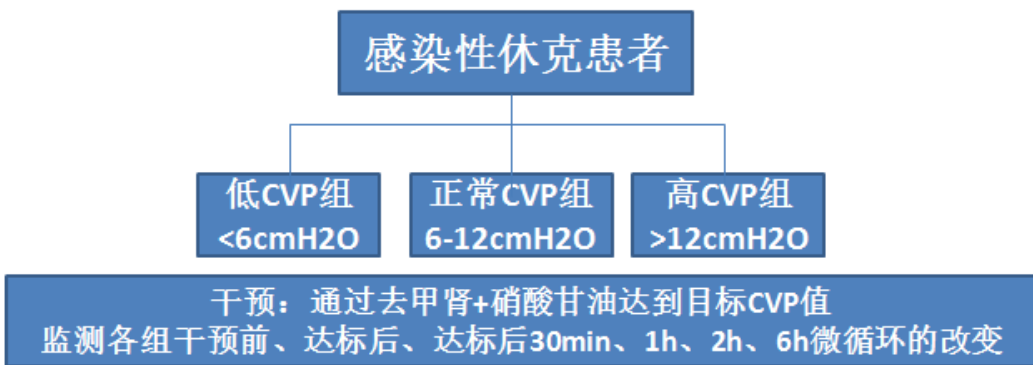 感染性休克患者
低CVP组
<6cmH2O
正常CVP组
6-12cmH2O
高CVP组
>12cmH2O
干预：通过去甲肾+硝酸甘油达到目标CVP值
监测各组干预前、达标后、达标后30min、1h、2h、6h微循环的改变